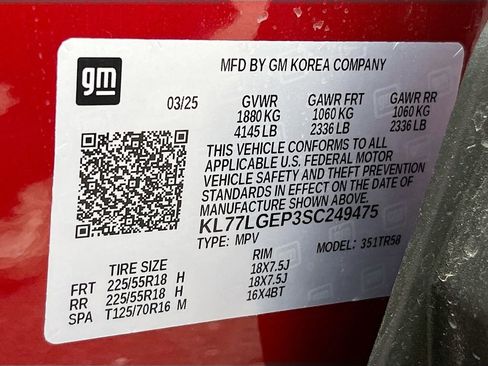 gm
MFD BY GM KOREA COMPANY
03/25 GVWR GAWR FRT GAWR RR
1880 KG 1060 KG 1060 KG
4145 LB 2336 LB 2336 LB
THIS VEHICLE CONFORMS TO ALL
APPLICABLE U.S. FEDERAL MOTOR
VEHICLE SAFETY AND THEFT PREVENTION
STANDARDS IN EFFECT ON THE DATE OF
MANUFACTURE SHOWN ABOVE.
KL77LGEP3SC249475
TYPE: MPV MODEL: 351TR58
TIRE SIZE RIM
FRT 225/55R18 H 18X7.5J
RR 225/55R18 H 18X7.5J
SPA T125/70R16 M 16X4BT